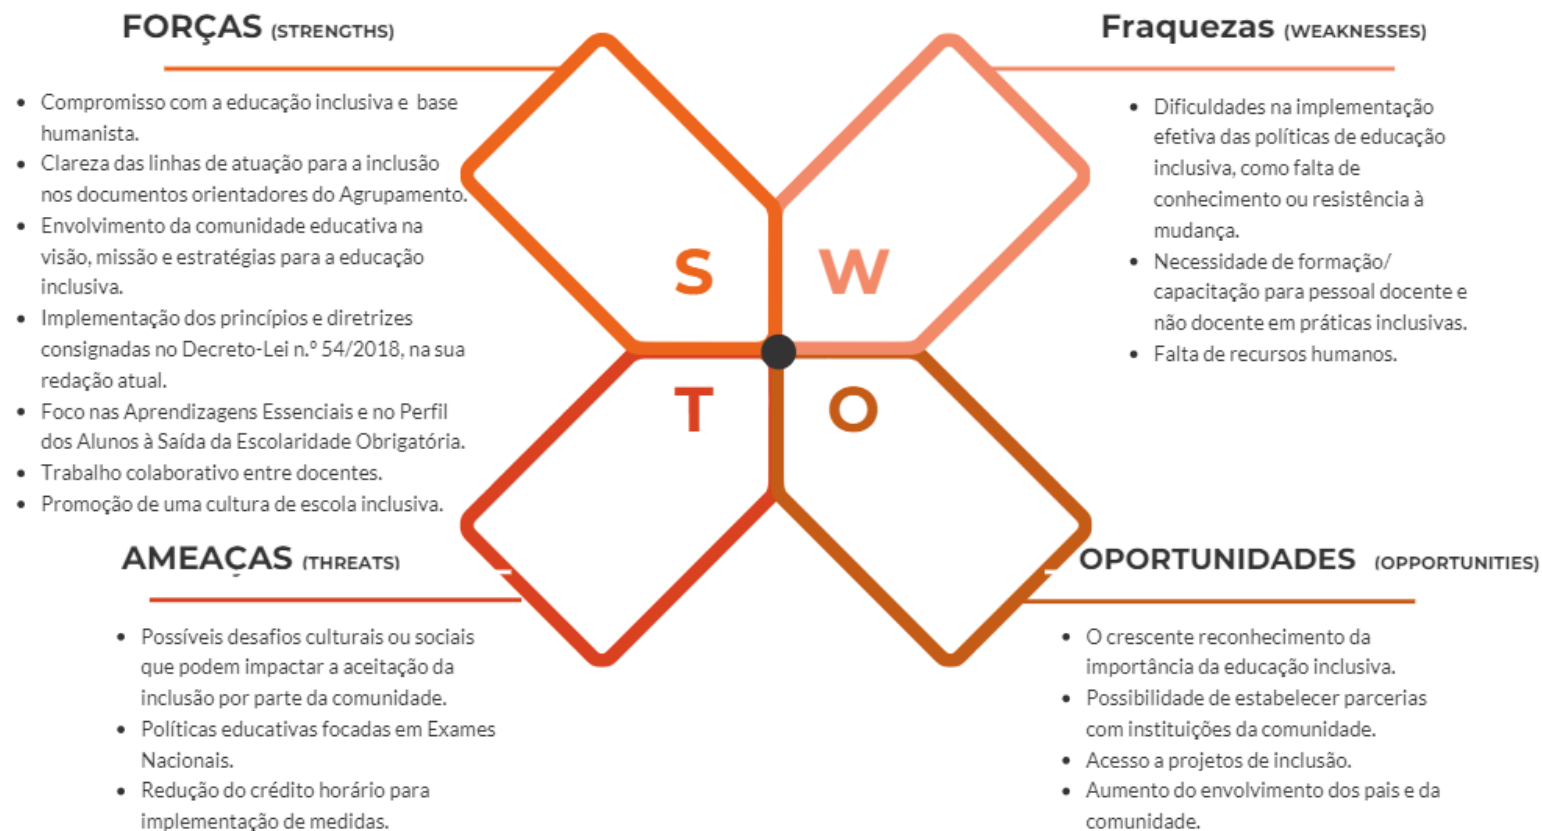 FORÇAS (STRENGTHS)
• Compromisso com a educação inclusiva e base
humanista.
• Clareza das linhas de atuação para a inclusão
nos documentos orientadores do Agrupamento.
• Envolvimento da comunidade educativa na
visão, missão e estratégias para a educação
inclusiva.
• Implementação dos princípios e diretrizes
consignadas no Decreto-Lei n.º 54/2018, na sua
redação atual.
• Foco nas Aprendizagens Essenciais e no Perfil
dos Alunos à Saída da Escolaridade Obrigatória.
• Trabalho colaborativo entre docentes.
• Promoção de uma cultura de escola inclusiva.
Fraquezas (WEAKNESSES)
• Dificuldades na implementação
efetiva das políticas de educação
inclusiva, como falta de
conhecimento ou resistência à
mudança.
• Necessidade de formação/
capacitação para pessoal docente e
não docente em práticas inclusivas.
• Falta de recursos humanos.
S
W
T
O
AMEAÇAS (THREATS)
• Possíveis desafios culturais ou sociais
que podem impactar a aceitação da
inclusão por parte da comunidade.
• Políticas educativas focadas em Exames
Nacionais.
• Redução do crédito horário para
implementação de medidas.
OPORTUNIDADES (OPPORTUNITIES)
• O crescente reconhecimento da
importância da educação inclusiva.
• Possibilidade de estabelecer parcerias
com instituições da comunidade.
• Acesso a projetos de inclusão.
• Aumento do envolvimento dos pais e da
comunidade.